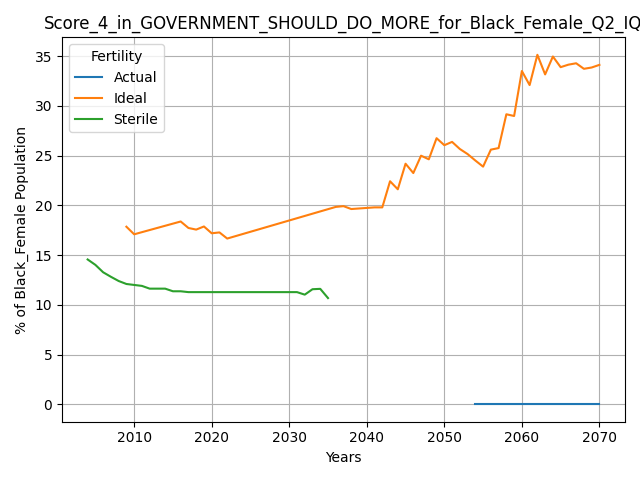 Score_4_in_GOVERNMENT_SHOULD_DO_MORE_for_Black_Female_Q2_IQ
Fertility
Actual
Ideal
Sterile
% of Black_Female Population
35
30
25
20
15
10
5
0
2010 2020 2030 2040 2050 2060 2070
Years